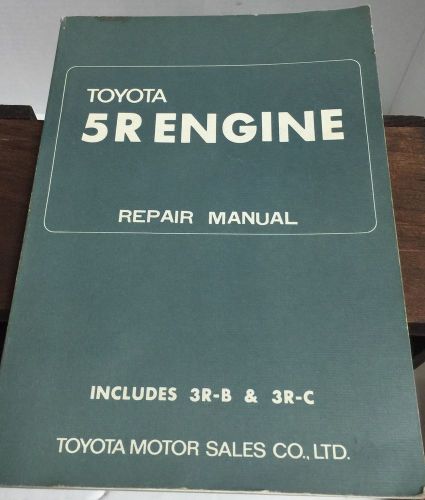 TOYOTA
5R ENGINE
REPAIR MANUAL
INCLUDES 3R-B & 3R-C
TOYOTA MOTOR SALES CO., LTD.